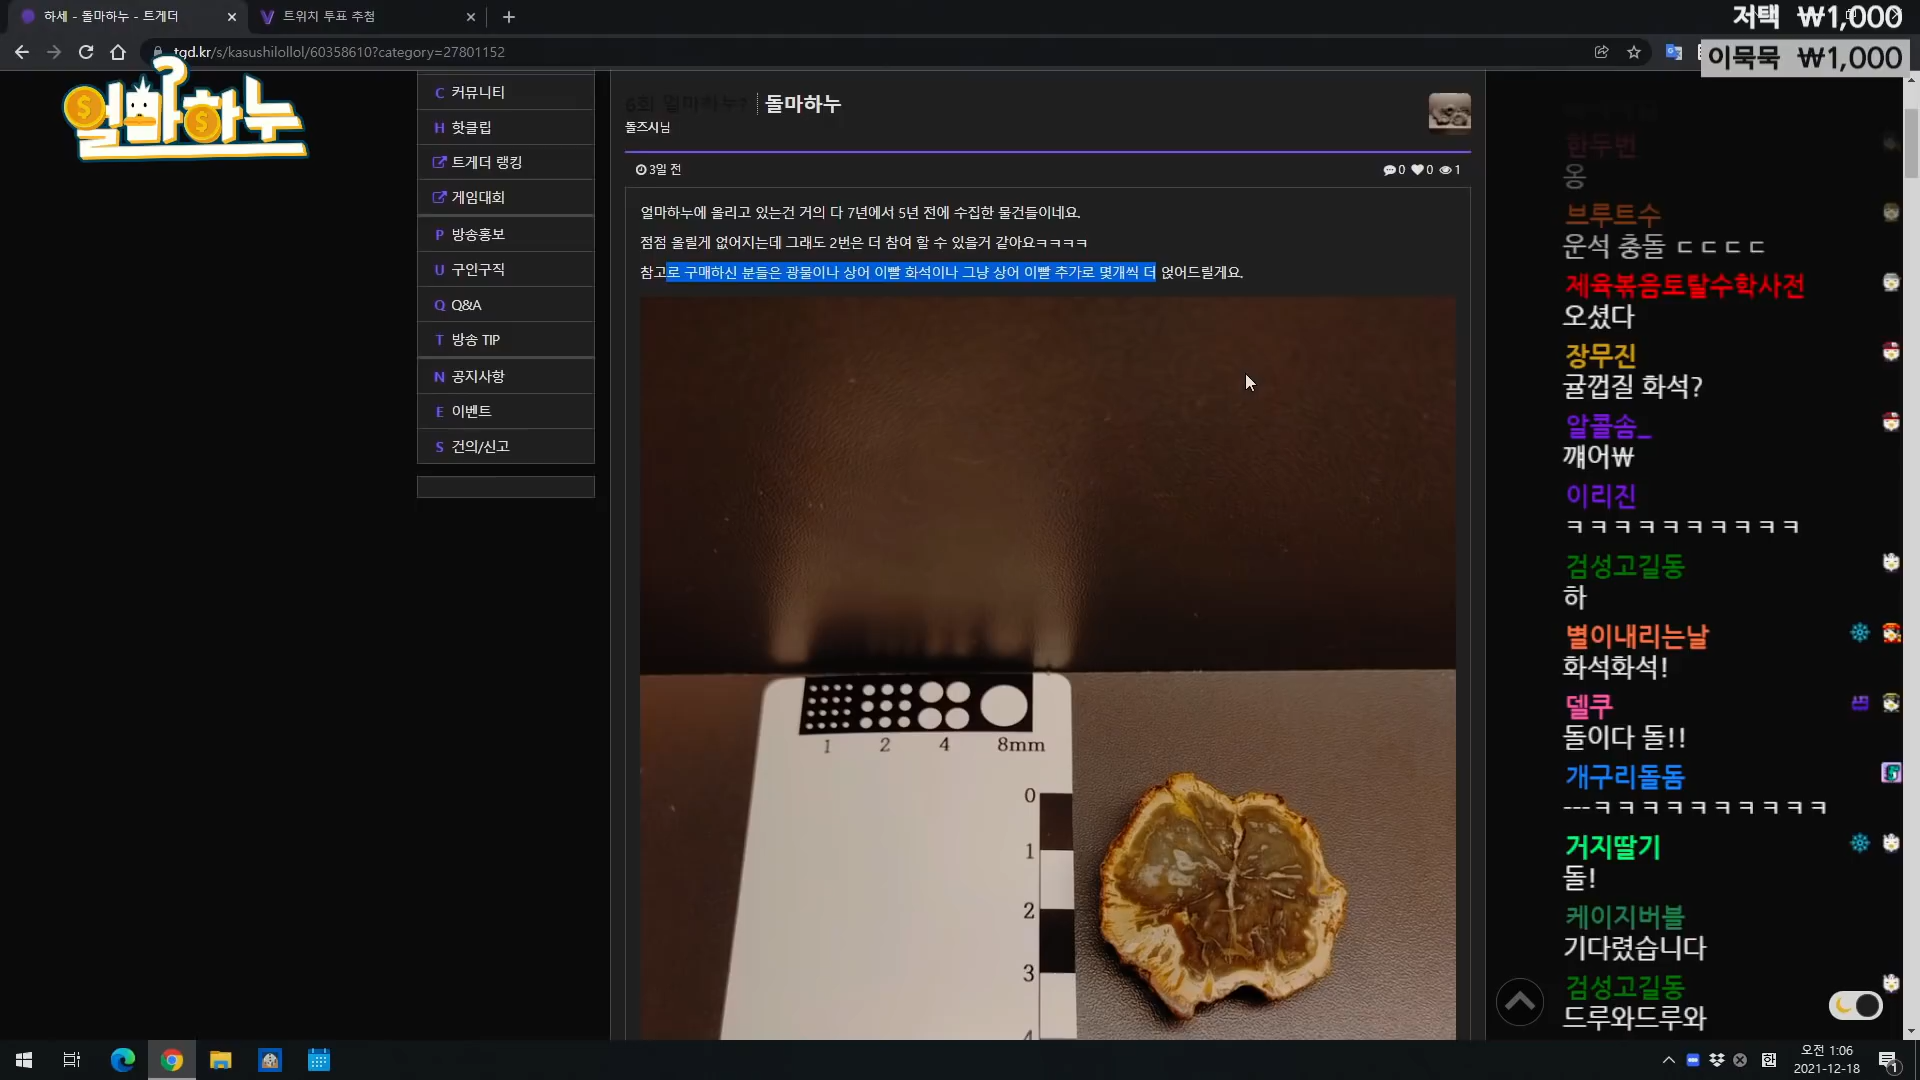 하세 - 돌마하누 - 트게더
트위치 투표 추첨
tgd.kr/s/kasushilollol/60358610?category=27801152
저택 ₩1,000
이묵묵 ₩1,000
얼마하누
?
C 커뮤니티
H 핫클립
트게더 랭킹
게임대회
P 방송홍보
U 구인구직
Q Q&A
T 방송 TIP
N 공지사항
E 이벤트
S 건의/신고
6회 얼마하누? 돌마하누
돌즈시님
3일 전
0 0 1
얼마하누에 올리고 있는건 거의 다 7년에서 5년 전에 수집한 물건들이네요.
점점 올릴게 없어지는데 그래도 2번은 더 참여 할 수 있을거 같아요ㅋㅋㅋㅋ
참고로 구매하신 분들은 광물이나 상어 이빨 화석이나 그냥 상어 이빨 추가로 몇개씩 더 얹어드릴게요.
1 2 4 8mm
0
1
2
3
4
한두번
옹
브루트수
운석 충돌 ㄷㄷㄷㄷ
제육볶음토탈수학사전
오셨다
장무진
귤껍질 화석?
알콜솜_
깨어₩
이리진
ㅋㅋㅋㅋㅋㅋㅋㅋㅋㅋ
검성고길동
하
별이내리는날
화석화석!
델쿠
돌이다 돌!!
개구리돌돔
---ㅋㅋㅋㅋㅋㅋㅋㅋㅋㅋ
거지딸기
돌!
케이지버블
기다렸습니다
검성고길동
드루와드루와
한
오전 1:06
2021-12-18
1